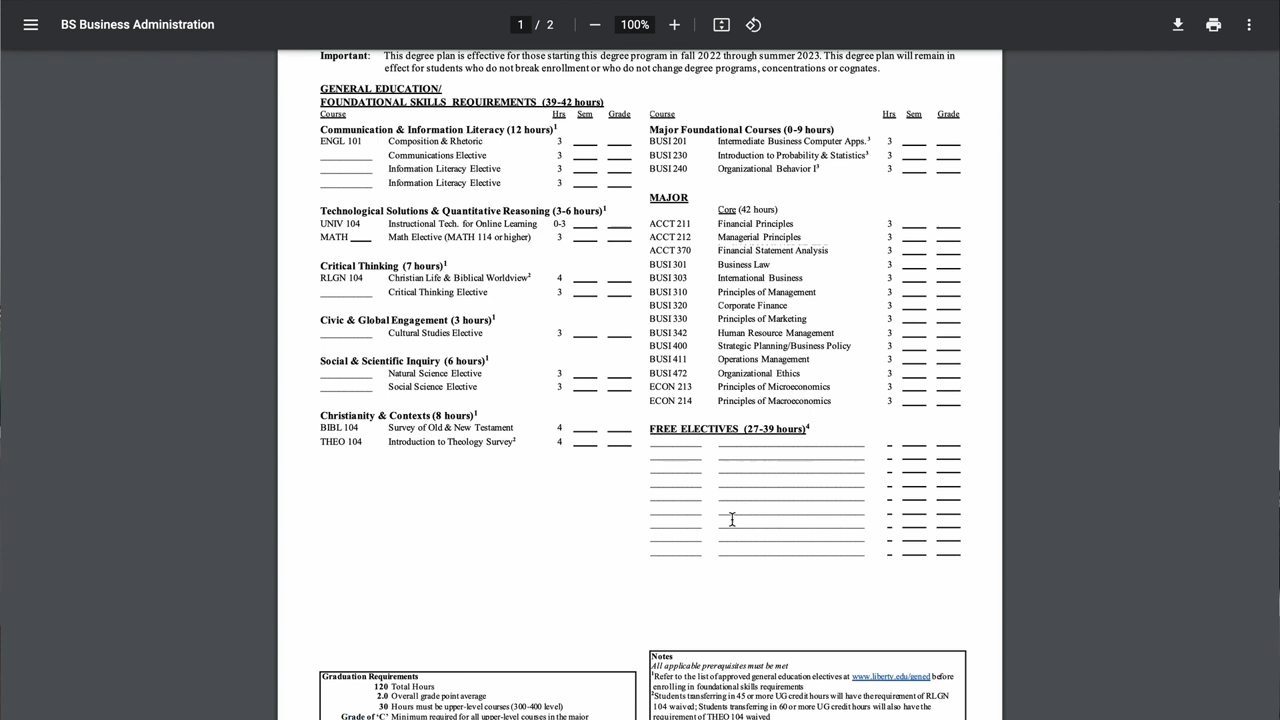 BS Business Administration
1 / 2
100%
Important: This degree plan is effective for those starting this degree program in fall 2022 through summer 2023. This degree plan will remain in
effect for students who do not break enrollment or who do not change degree programs, concentrations or cognates.
GENERAL EDUCATION/
FOUNDATIONAL SKILLS REQUIREMENTS (39-42 hours)
Course Hrs Sem Grade
Communication & Information Literacy (12 hours)1
ENGL 101 Composition & Rhetoric 3
Communications Elective 3
Information Literacy Elective 3
Information Literacy Elective 3
Technological Solutions & Quantitative Reasoning (3-6 hours)1
UNIV 104 Instructional Tech. for Online Learning 0-3
MATH ____ Math Elective (MATH 114 or higher) 3
Critical Thinking (7 hours)1
RLGN 104 Christian Life & Biblical Worldview2 4
Critical Thinking Elective 3
Civic & Global Engagement (3 hours)1
Cultural Studies Elective 3
Social & Scientific Inquiry (6 hours)1
Natural Science Elective 3
Social Science Elective 3
Christianity & Contexts (8 hours)1
BIBL 104 Survey of Old & New Testament 4
THEO 104 Introduction to Theology Survey2 4
Course Hrs Sem Grade
Major Foundational Courses (0-9 hours)
BUSI 201 Intermediate Business Computer Apps.3 3
BUSI 230 Introduction to Probability & Statistics3 3
BUSI 240 Organizational Behavior I3 3
MAJOR
Core (42 hours)
ACCT 211 Financial Principles 3
ACCT 212 Managerial Principles 3
ACCT 370 Financial Statement Analysis 3
BUSI 301 Business Law 3
BUSI 303 International Business 3
BUSI 310 Principles of Management 3
BUSI 320 Corporate Finance 3
BUSI 330 Principles of Marketing 3
BUSI 342 Human Resource Management 3
BUSI 400 Strategic Planning/Business Policy 3
BUSI 411 Operations Management 3
BUSI 472 Organizational Ethics 3
ECON 213 Principles of Microeconomics 3
ECON 214 Principles of Macroeconomics 3
FREE ELECTIVES (27-39 hours)4
Graduation Requirements
120 Total Hours
2.0 Overall grade point average
30 Hours must be upper-level courses (300-400 level)
Grade of 'C' Minimum required for all upper-level courses in the major
Notes
All applicable prerequisites must be met
1Refer to the list of approved general education electives at www.liberty.edu/gened before
enrolling in foundational skills requirements
2Students transferring in 45 or more UG credit hours will have the requirement of RLGN
104 waived; Students transferring in 60 or more UG credit hours will also have the
requirement of THEO 104 waived